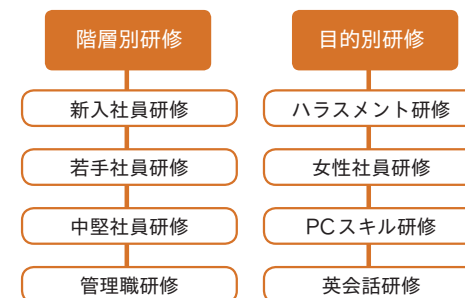 階層別研修
新入社員研修
若手社員研修
中堅社員研修
管理職研修
目的別研修
ハラスメント研修
女性社員研修
PCスキル研修
英会話研修